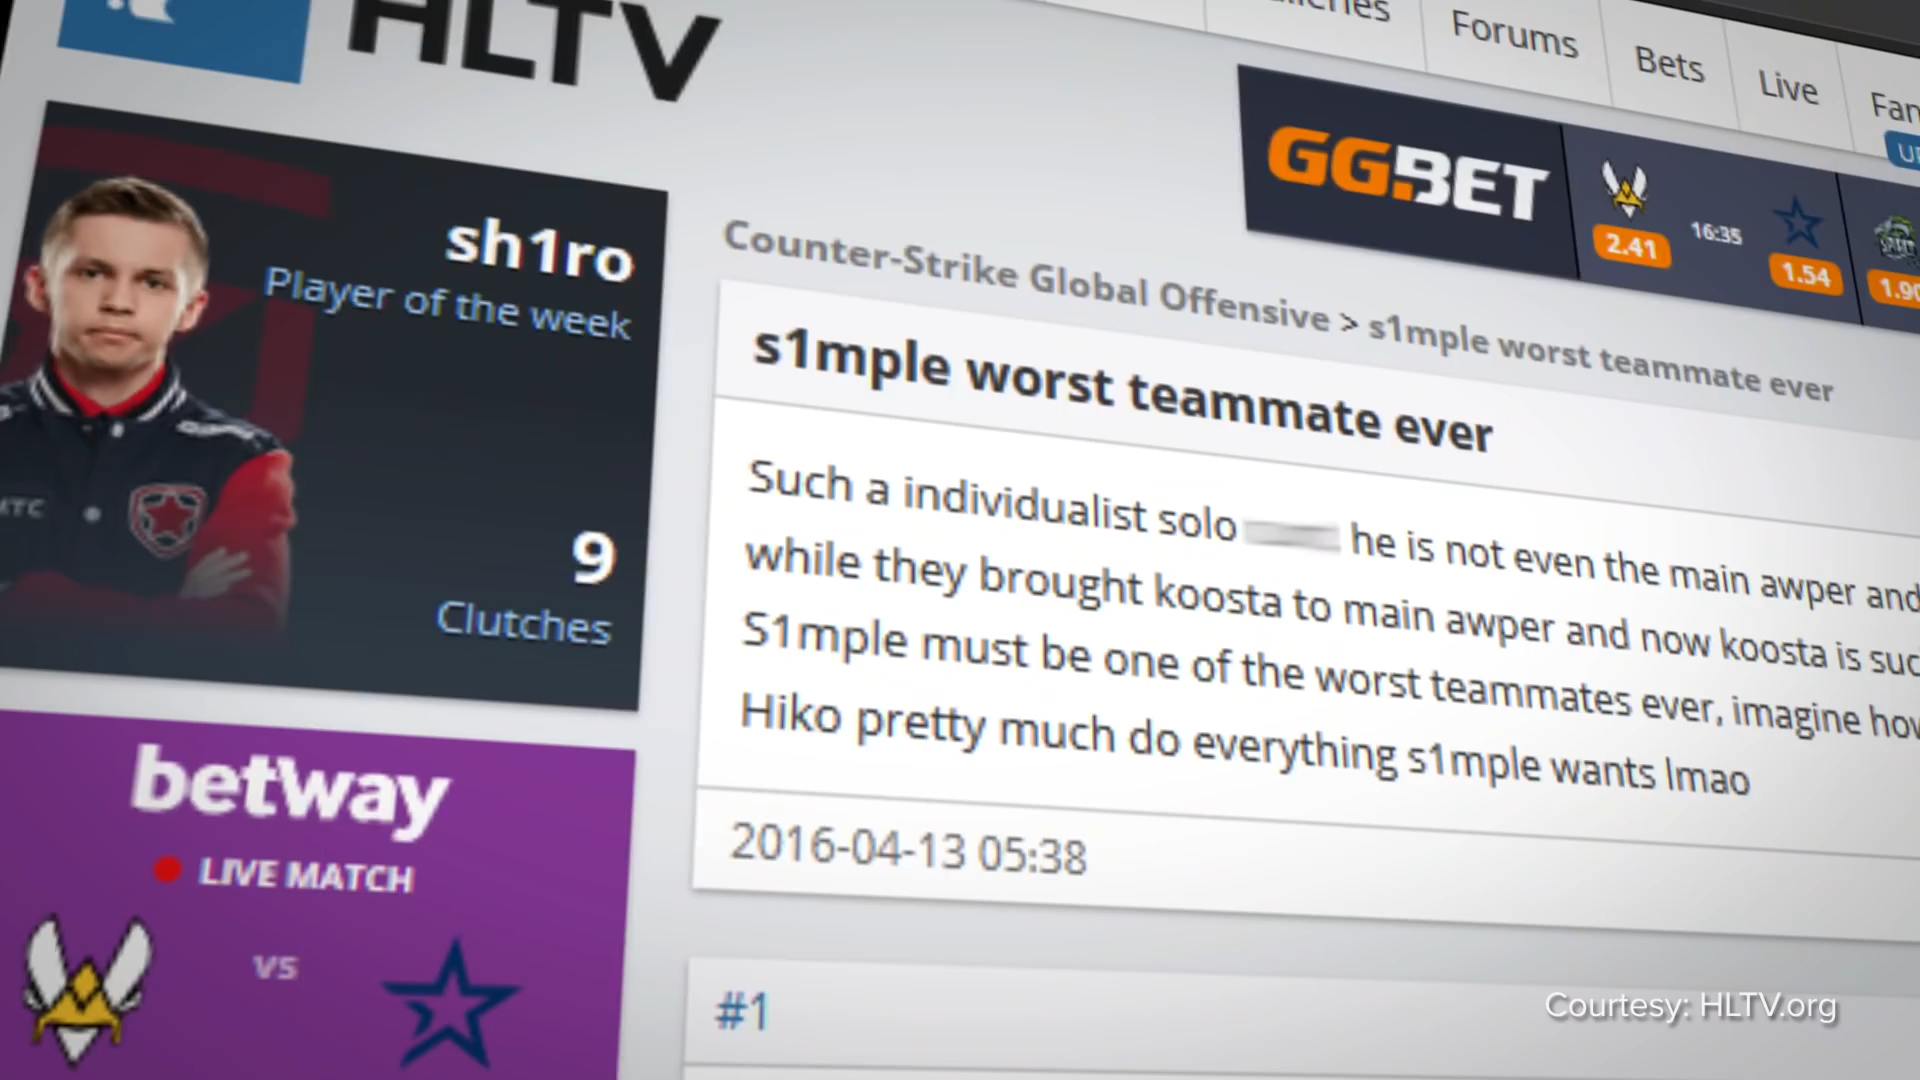 HLTV
Forums
Bets
Live
GG.BET
2.41
16:35
1.54
sh1ro
Player of the week
9
Clutches
Counter-Strike Global Offensive > s1mple worst teammate ever
s1mple worst teammate ever
Such a individualist solo he is not even the main awper and
while they brought koosta to main awper and now koosta is
S1mple must be one of the worst teammates ever, imagine
Hiko pretty much do everything s1mple wants lmao
2016-04-13 05:38
betway
LIVE MATCH
vs
#1
Courtesy: HLTV.org